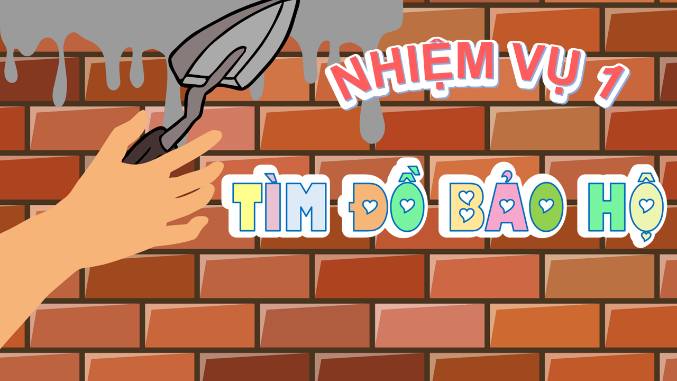 NHIỆM VỤ 1
TÌM ĐỒ BẢO HỘ